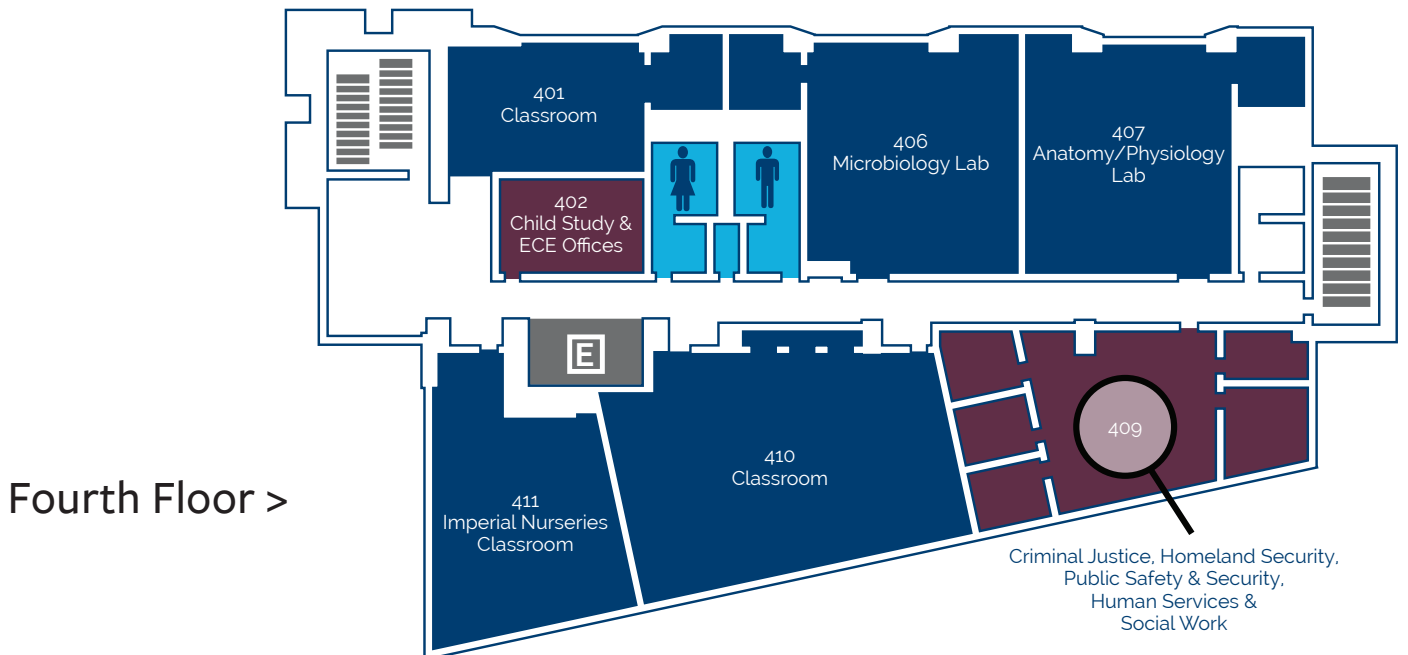 401
Classroom
406
Microbiology Lab
407
Anatomy/Physiology
Lab
402
Child Study &
ECE Offices
E
409
410
Classroom
Fourth Floor >
411
Imperial Nurseries
Classroom
Criminal Justice, Homeland Security,
Public Safety & Security,
Human Services &
Social Work